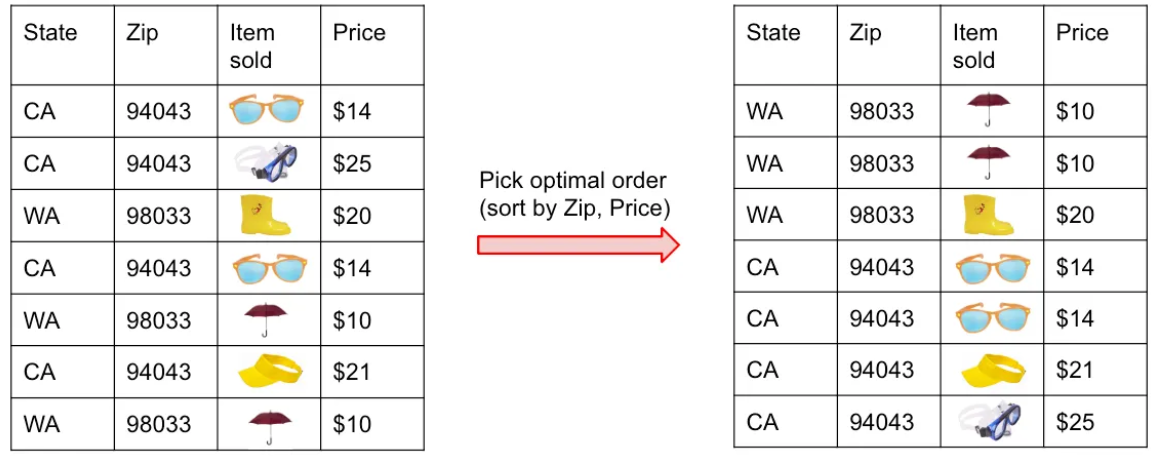 State Zip Item sold Price
CA 94043 $14
CA 94043 $25
WA 98033 $20
CA 94043 $14
WA 98033 $10
CA 94043 $21
WA 98033 $10
Pick optimal order
(sort by Zip, Price)
State Zip Item sold Price
WA 98033 $10
WA 98033 $10
WA 98033 $20
CA 94043 $14
CA 94043 $14
CA 94043 $21
CA 94043 $25